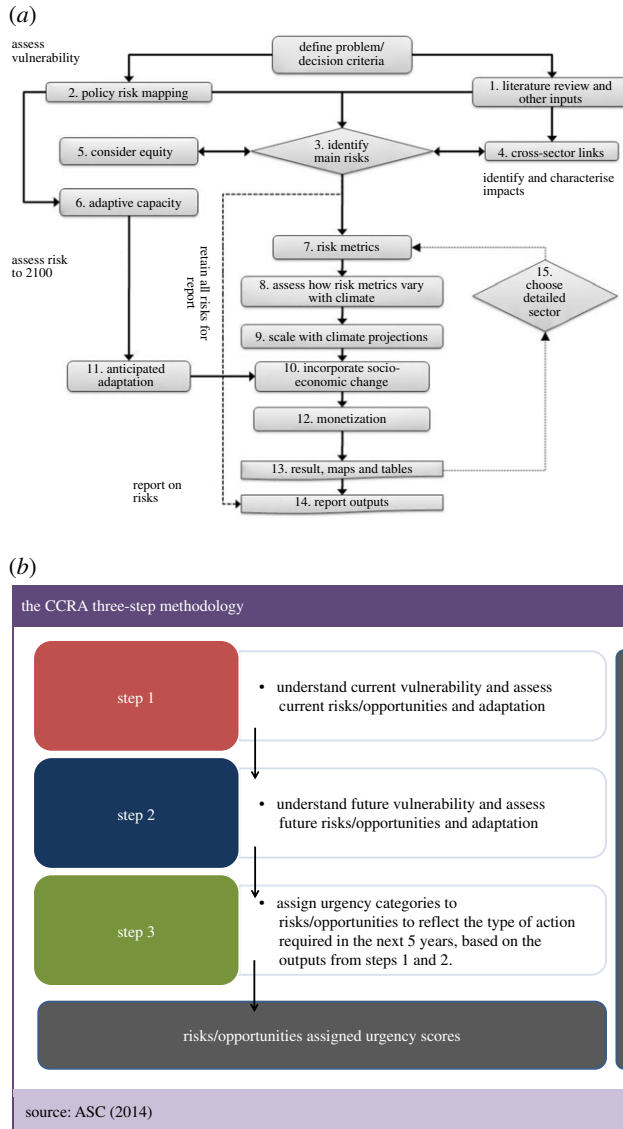 (a)
assess
vulnerability
define problem/
decision criteria
2. policy risk mapping
1. literature review and
other inputs
5. consider equity
3. identify
main risks
4. cross-sector links
identify and characterise
impacts
6. adaptive capacity
assess risk
to 2100
retain all risks for
report
7. risk metrics
8. assess how risk metrics vary
with climate
15.
choose
detailed
sector
9. scale with climate projections
11. anticipated
adaptation
10. incorporate socio-
economic change
12. monetization
13. result, maps and tables
report on
risks
14. report outputs
(b)
the CCRA three-step methodology
step 1
• understand current vulnerability and assess
current risks/opportunities and adaptation
step 2
• understand future vulnerability and assess
future risks/opportunities and adaptation
step 3
• assign urgency categories to
risks/opportunities to reflect the type of action
required in the next 5 years, based on the
outputs from steps 1 and 2.
risks/opportunities assigned urgency scores
source: ASC (2014)